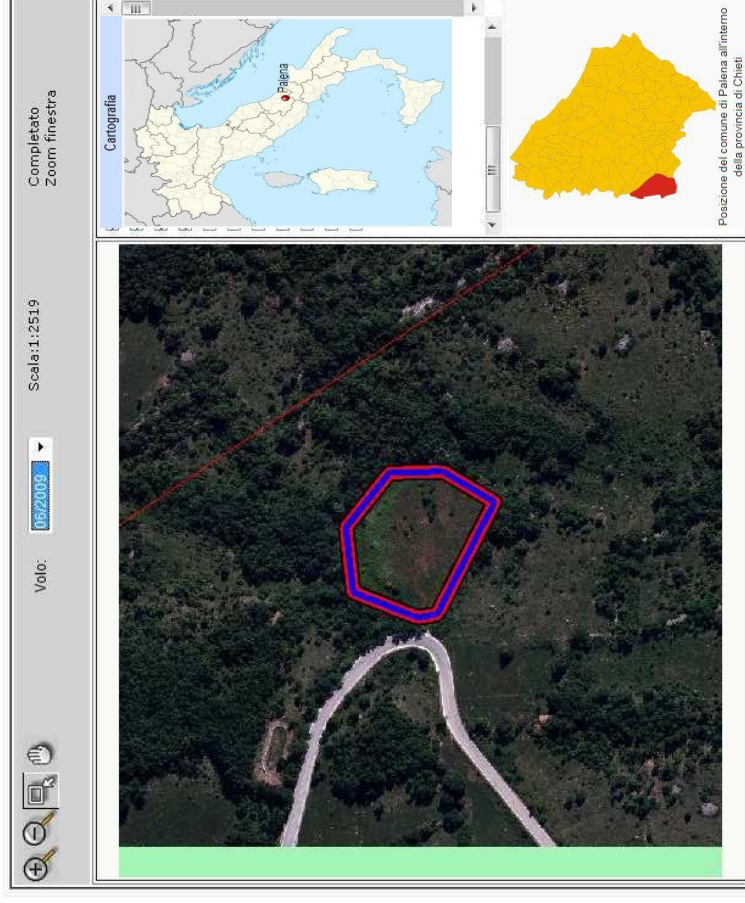 Volo:
06/2009
Scala:1:2519
Completato
Zoom finestra
Cartografia
Palena
Posizione del comune di Palena all'interno
della provincia di Chieti